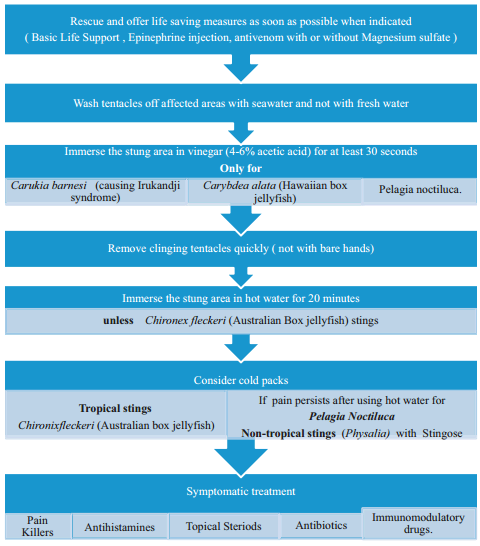 Rescue and offer life saving measures as soon as possible when indicated
( Basic Life Support , Epinephrine injection, antivenom with or without Magnesium sulfate )
Wash tentacles off affected areas with seawater and not with fresh water
Immerse the stung area in vinegar (4-6% acetic acid) for at least 30 seconds
Only for
Carukia barnesi (causing Irukandji
syndrome)
Carybdea alata (Hawaiian box
jellyfish)
Pelagia noctiluca.
Remove clinging tentacles quickly ( not with bare hands)
Immerse the stung area in hot water for 20 minutes
unless Chironex fleckeri (Australian Box jellyfish) stings
Consider cold packs
Tropical stings
Chironixfleckeri (Australian box jellyfish)
If pain persists after using hot water for
Pelagia Noctiluca
Non-tropical stings (Physalia) with Stingose
Symptomatic treatment
Pain
Killers
Antihistamines
Topical Steriods
Antibiotics
Immunomodulatory
drugs.